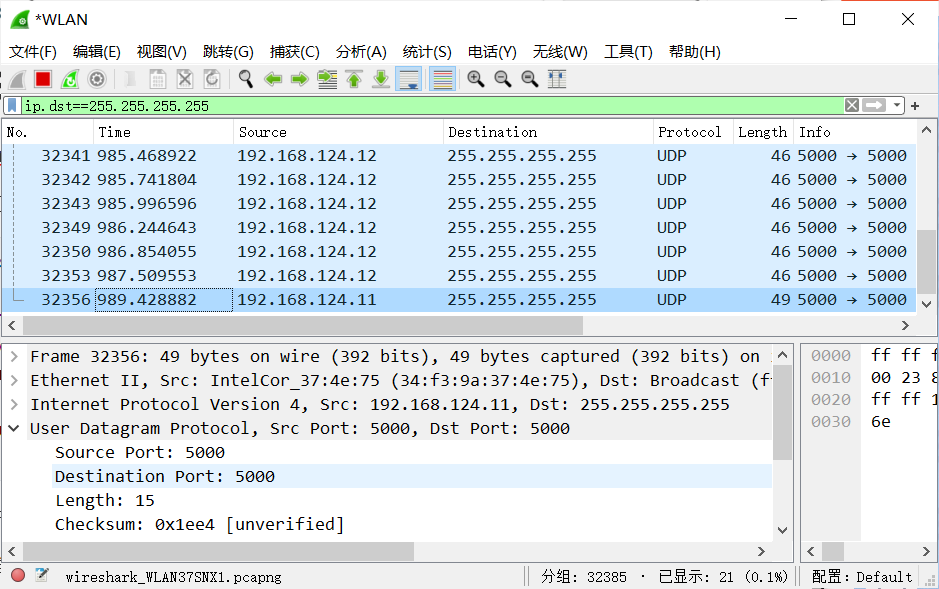 *WLAN
文件(F) 编辑(E) 视图(V) 跳转(G) 捕获(C) 分析(A) 统计(S) 电话(Y) 无线(W) 工具(T) 帮助(H)
ip.dst==255.255.255.255
No. Time Source Destination Protocol Length Info
32341 985.468922 192.168.124.12 255.255.255.255 UDP 46 5000 → 5000
32342 985.741804 192.168.124.12 255.255.255.255 UDP 46 5000 → 5000
32343 985.996596 192.168.124.12 255.255.255.255 UDP 46 5000 → 5000
32349 986.244643 192.168.124.12 255.255.255.255 UDP 46 5000 → 5000
32350 986.854055 192.168.124.12 255.255.255.255 UDP 46 5000 → 5000
32353 987.509553 192.168.124.12 255.255.255.255 UDP 46 5000 → 5000
32356 989.428882 192.168.124.11 255.255.255.255 UDP 49 5000 → 5000
Frame 32356: 49 bytes on wire (392 bits), 49 bytes captured (392 bits) on
Ethernet II, Src: IntelCor_37:4e:75 (34:f3:9a:37:4e:75), Dst: Broadcast (f
Internet Protocol Version 4, Src: 192.168.124.11, Dst: 255.255.255.255
User Datagram Protocol, Src Port: 5000, Dst Port: 5000
Source Port: 5000
Destination Port: 5000
Length: 15
Checksum: 0x1ee4 [unverified]
0000 ff ff f
0010 00 23 8
0020 ff ff 1
0030 6e
wireshark_WLAN37SNX1.pcapng
分组: 32385 · 已显示: 21 (0.1%)
配置: Default